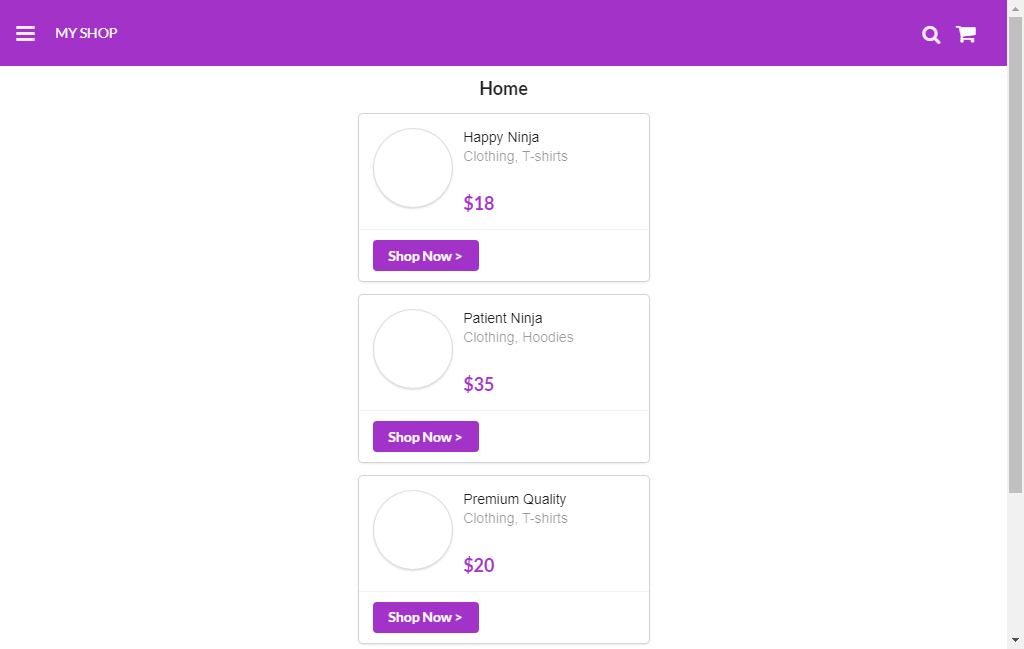 MY SHOP
Home
Happy Ninja
Clothing, T-shirts
$18
Shop Now >
Patient Ninja
Clothing, Hoodies
$35
Shop Now >
Premium Quality
Clothing, T-shirts
$20
Shop Now >